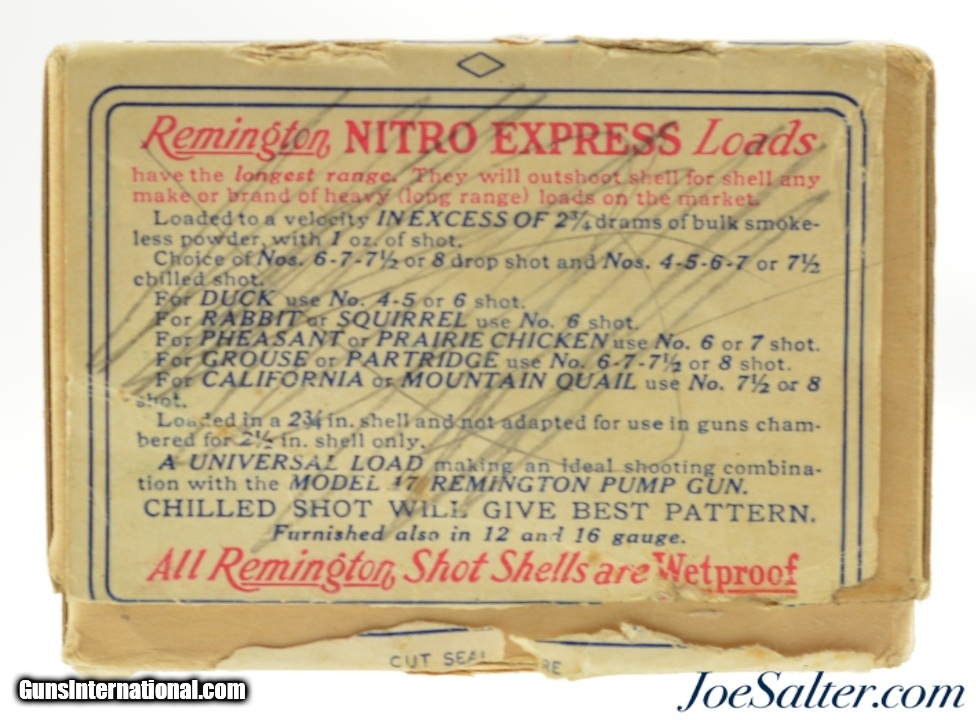 Remington NITRO EXPRESS Loads
have the longest range. They will outshoot shell for shell any
make or brand of heavy (long range) loads on the market.
Loaded to a velocity IN EXCESS OF 2¾ drams of bulk smoke-
less powder, with 1 oz. of shot.
Choice of Nos. 6-7-7½ or 8 drop shot and Nos. 4-5-6-7 or 7½
chilled shot.
For DUCK use No. 4-5 or 6 shot.
For RABBIT or SQUIRREL use No. 6 shot.
For PHEASANT or PRAIRIE CHICKEN use No. 6 or 7 shot.
For GROUSE or PARTRIDGE use No. 6-7-7½ or 8 shot.
For CALIFORNIA or MOUNTAIN QUAIL use No. 7½ or 8
shot.
Loaded in a 2¾ in. shell and not adapted for use in guns cham-
bered for 2½ in. shell only.
A UNIVERSAL LOAD making an ideal shooting combina-
tion with the MODEL 17 REMINGTON PUMP GUN.
CHILLED SHOT WILL GIVE BEST PATTERN.
Furnished also in 12 and 16 gauge.
All Remington Shot Shells are Wetproof
CUT SEAL
GunsInternational.com
JoeSalter.com